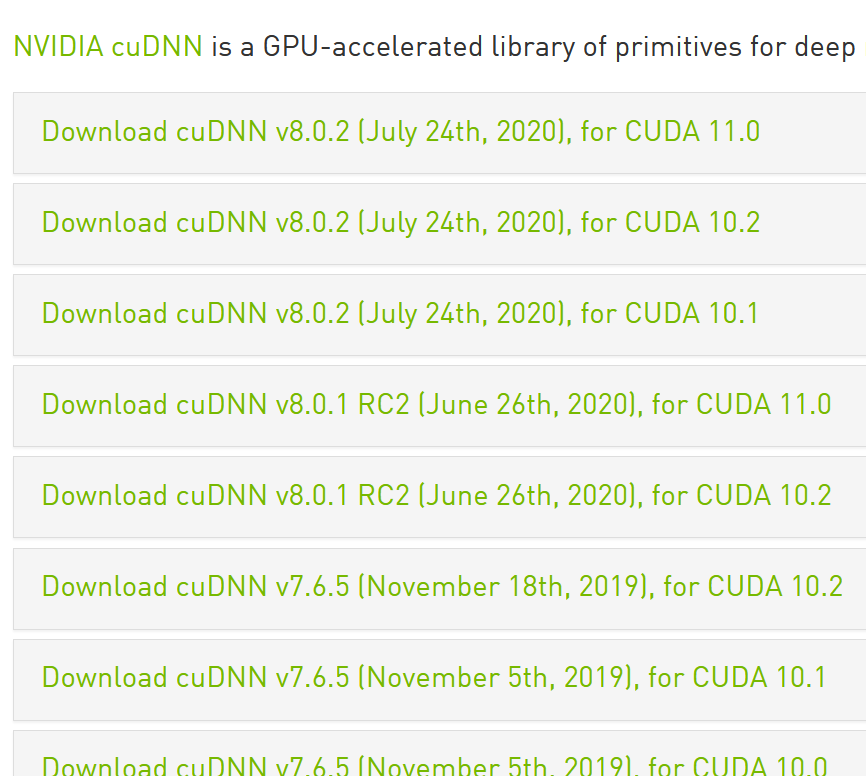 NVIDIA cuDNN is a GPU-accelerated library of primitives for deep
Download cuDNN v8.0.2 (July 24th, 2020), for CUDA 11.0
Download cuDNN v8.0.2 (July 24th, 2020), for CUDA 10.2
Download cuDNN v8.0.2 (July 24th, 2020), for CUDA 10.1
Download cuDNN v8.0.1 RC2 (June 26th, 2020), for CUDA 11.0
Download cuDNN v8.0.1 RC2 (June 26th, 2020), for CUDA 10.2
Download cuDNN v7.6.5 (November 18th, 2019), for CUDA 10.2
Download cuDNN v7.6.5 (November 5th, 2019), for CUDA 10.1
Download cuDNN v7.6.5 (November 5th, 2019), for CUDA 10.0